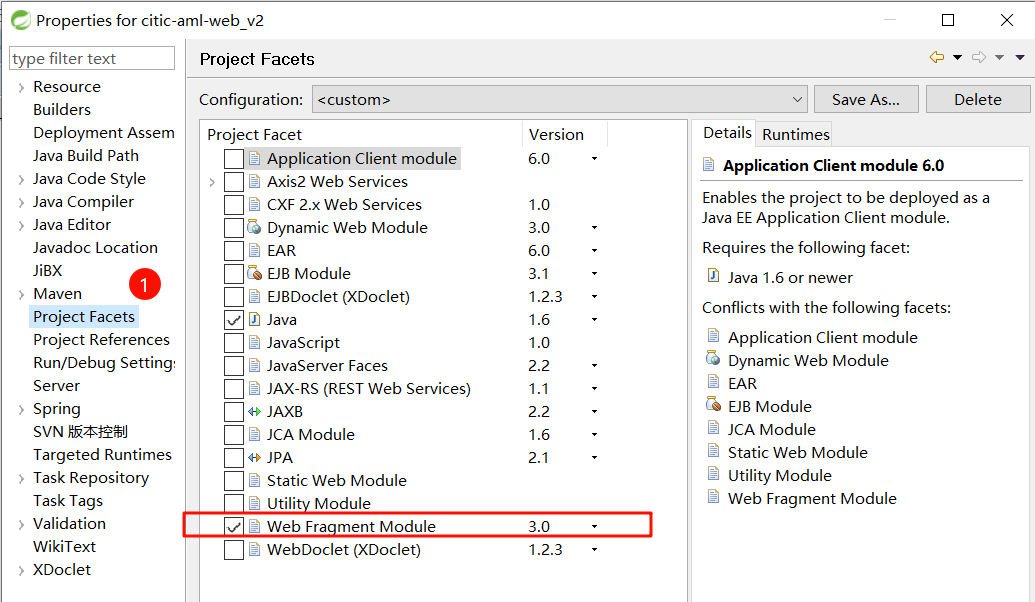 Properties for citic-aml-web_v2
type filter text
Resource
Builders
Deployment Assem
Java Build Path
Java Code Style
Java Compiler
Java Editor
Javadoc Location
JiBX
Maven
1
Project Facets
Project References
Run/Debug Settings
Server
Spring
SVN 版本控制
Targeted Runtimes
Task Repository
Task Tags
Validation
WikiText
XDoclet
Project Facets
Configuration: <custom> Save As... Delete
Project Facet Version
Application Client module 6.0
Axis2 Web Services
CXF 2.x Web Services 1.0
Dynamic Web Module 3.0
EAR 6.0
EJB Module 3.1
EJBDoclet (XDoclet) 1.2.3
Java 1.6
JavaScript 1.0
JavaServer Faces 2.2
JAX-RS (REST Web Services) 1.1
JAXB 2.2
JCA Module 1.6
JPA 2.1
Static Web Module
Utility Module
Web Fragment Module 3.0
WebDoclet (XDoclet) 1.2.3
Details Runtimes
Application Client module 6.0
Enables the project to be deployed as a
Java EE Application Client module.
Requires the following facet:
Java 1.6 or newer
Conflicts with the following facets:
Application Client module
Dynamic Web Module
EAR
EJB Module
JCA Module
Static Web Module
Utility Module
Web Fragment Module